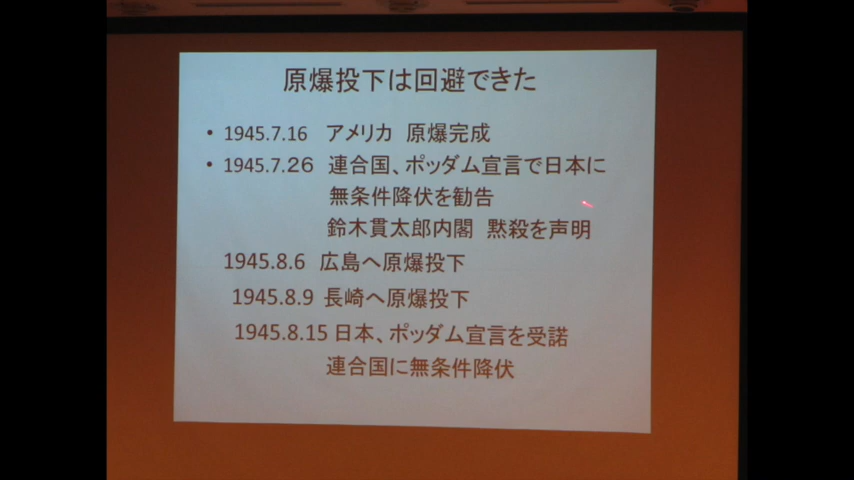 原爆投下は回避できた
• 1945.7.16 アメリカ 原爆完成
• 1945.7.26 連合国、ポッダム宣言で日本に
無条件降伏を勧告
鈴木貫太郎内閣 黙殺を声明
1945.8.6 広島へ原爆投下
1945.8.9 長崎へ原爆投下
1945.8.15 日本、ポッダム宣言を受諾
連合国に無条件降伏